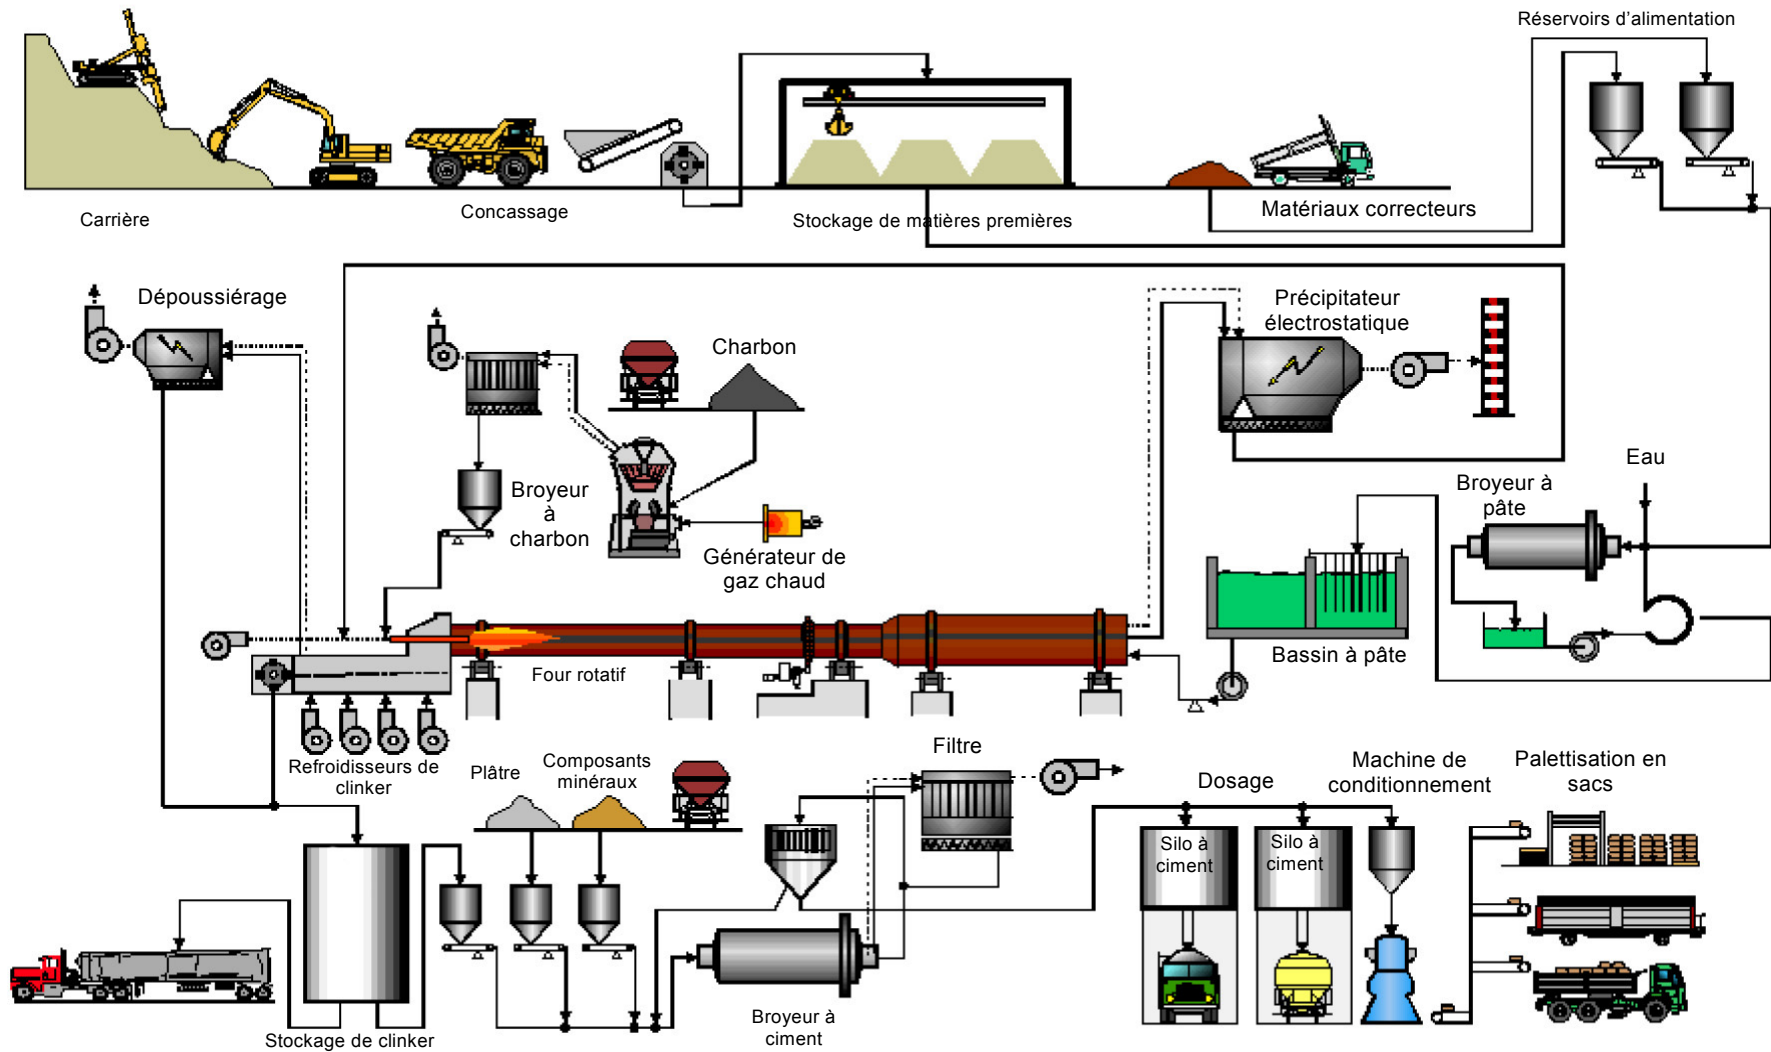 Réservoirs d'alimentation
Carrière
Concassage
Stockage de matières premières
Matériaux correcteurs
Dépoussiérage
Charbon
Précipitateur
électrostatique
Broyeur
à
charbon
Générateur de
gaz chaud
Eau
Broyeur à
pâte
Bassin à pâte
Four rotatif
Refroidisseurs de
clinker
Plâtre
Composants
minéraux
Filtre
Dosage
Machine de
conditionnement
Palettisation en
sacs
Silo à
ciment
Silo à
ciment
Broyeur à
ciment
Stockage de clinker